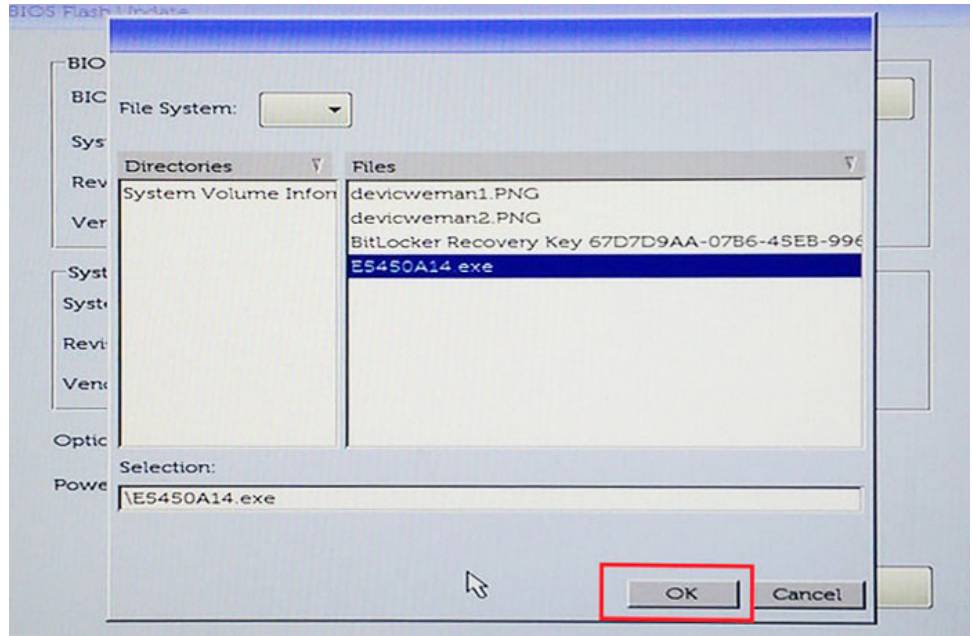 BIOS Flash Update
BIO
BIC
File System:
Sys
Directories
Files
Rev
System Volume Infor
devicweman1.PNG
Ver
devicweman2.PNG
BitLocker Recovery Key 67D7D9AA-07B6-45EB-996
Syst
E5450A14.exe
Syst
Revi
Ven
Optic
Selection:
Powe
\E5450A14.exe
OK
Cancel